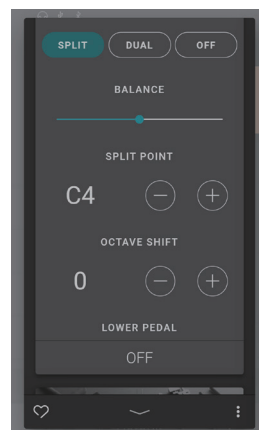 SPLIT DUAL OFF
BALANCE
SPLIT POINT
C4
OCTAVE SHIFT
0
LOWER PEDAL
OFF